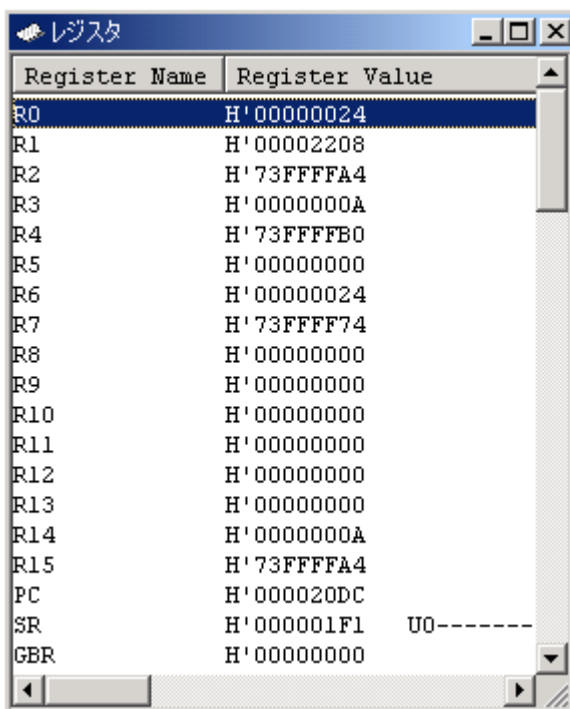 レジスタ
Register Name Register Value
R0 H'00000024
R1 H'00002208
R2 H'73FFFFA4
R3 H'0000000A
R4 H'73FFFFB0
R5 H'00000000
R6 H'00000024
R7 H'73FFFF74
R8 H'00000000
R9 H'00000000
R10 H'00000000
R11 H'00000000
R12 H'00000000
R13 H'00000000
R14 H'0000000A
R15 H'73FFFFA4
PC H'000020DC
SR H'000001F1 U0-------
GBR H'00000000